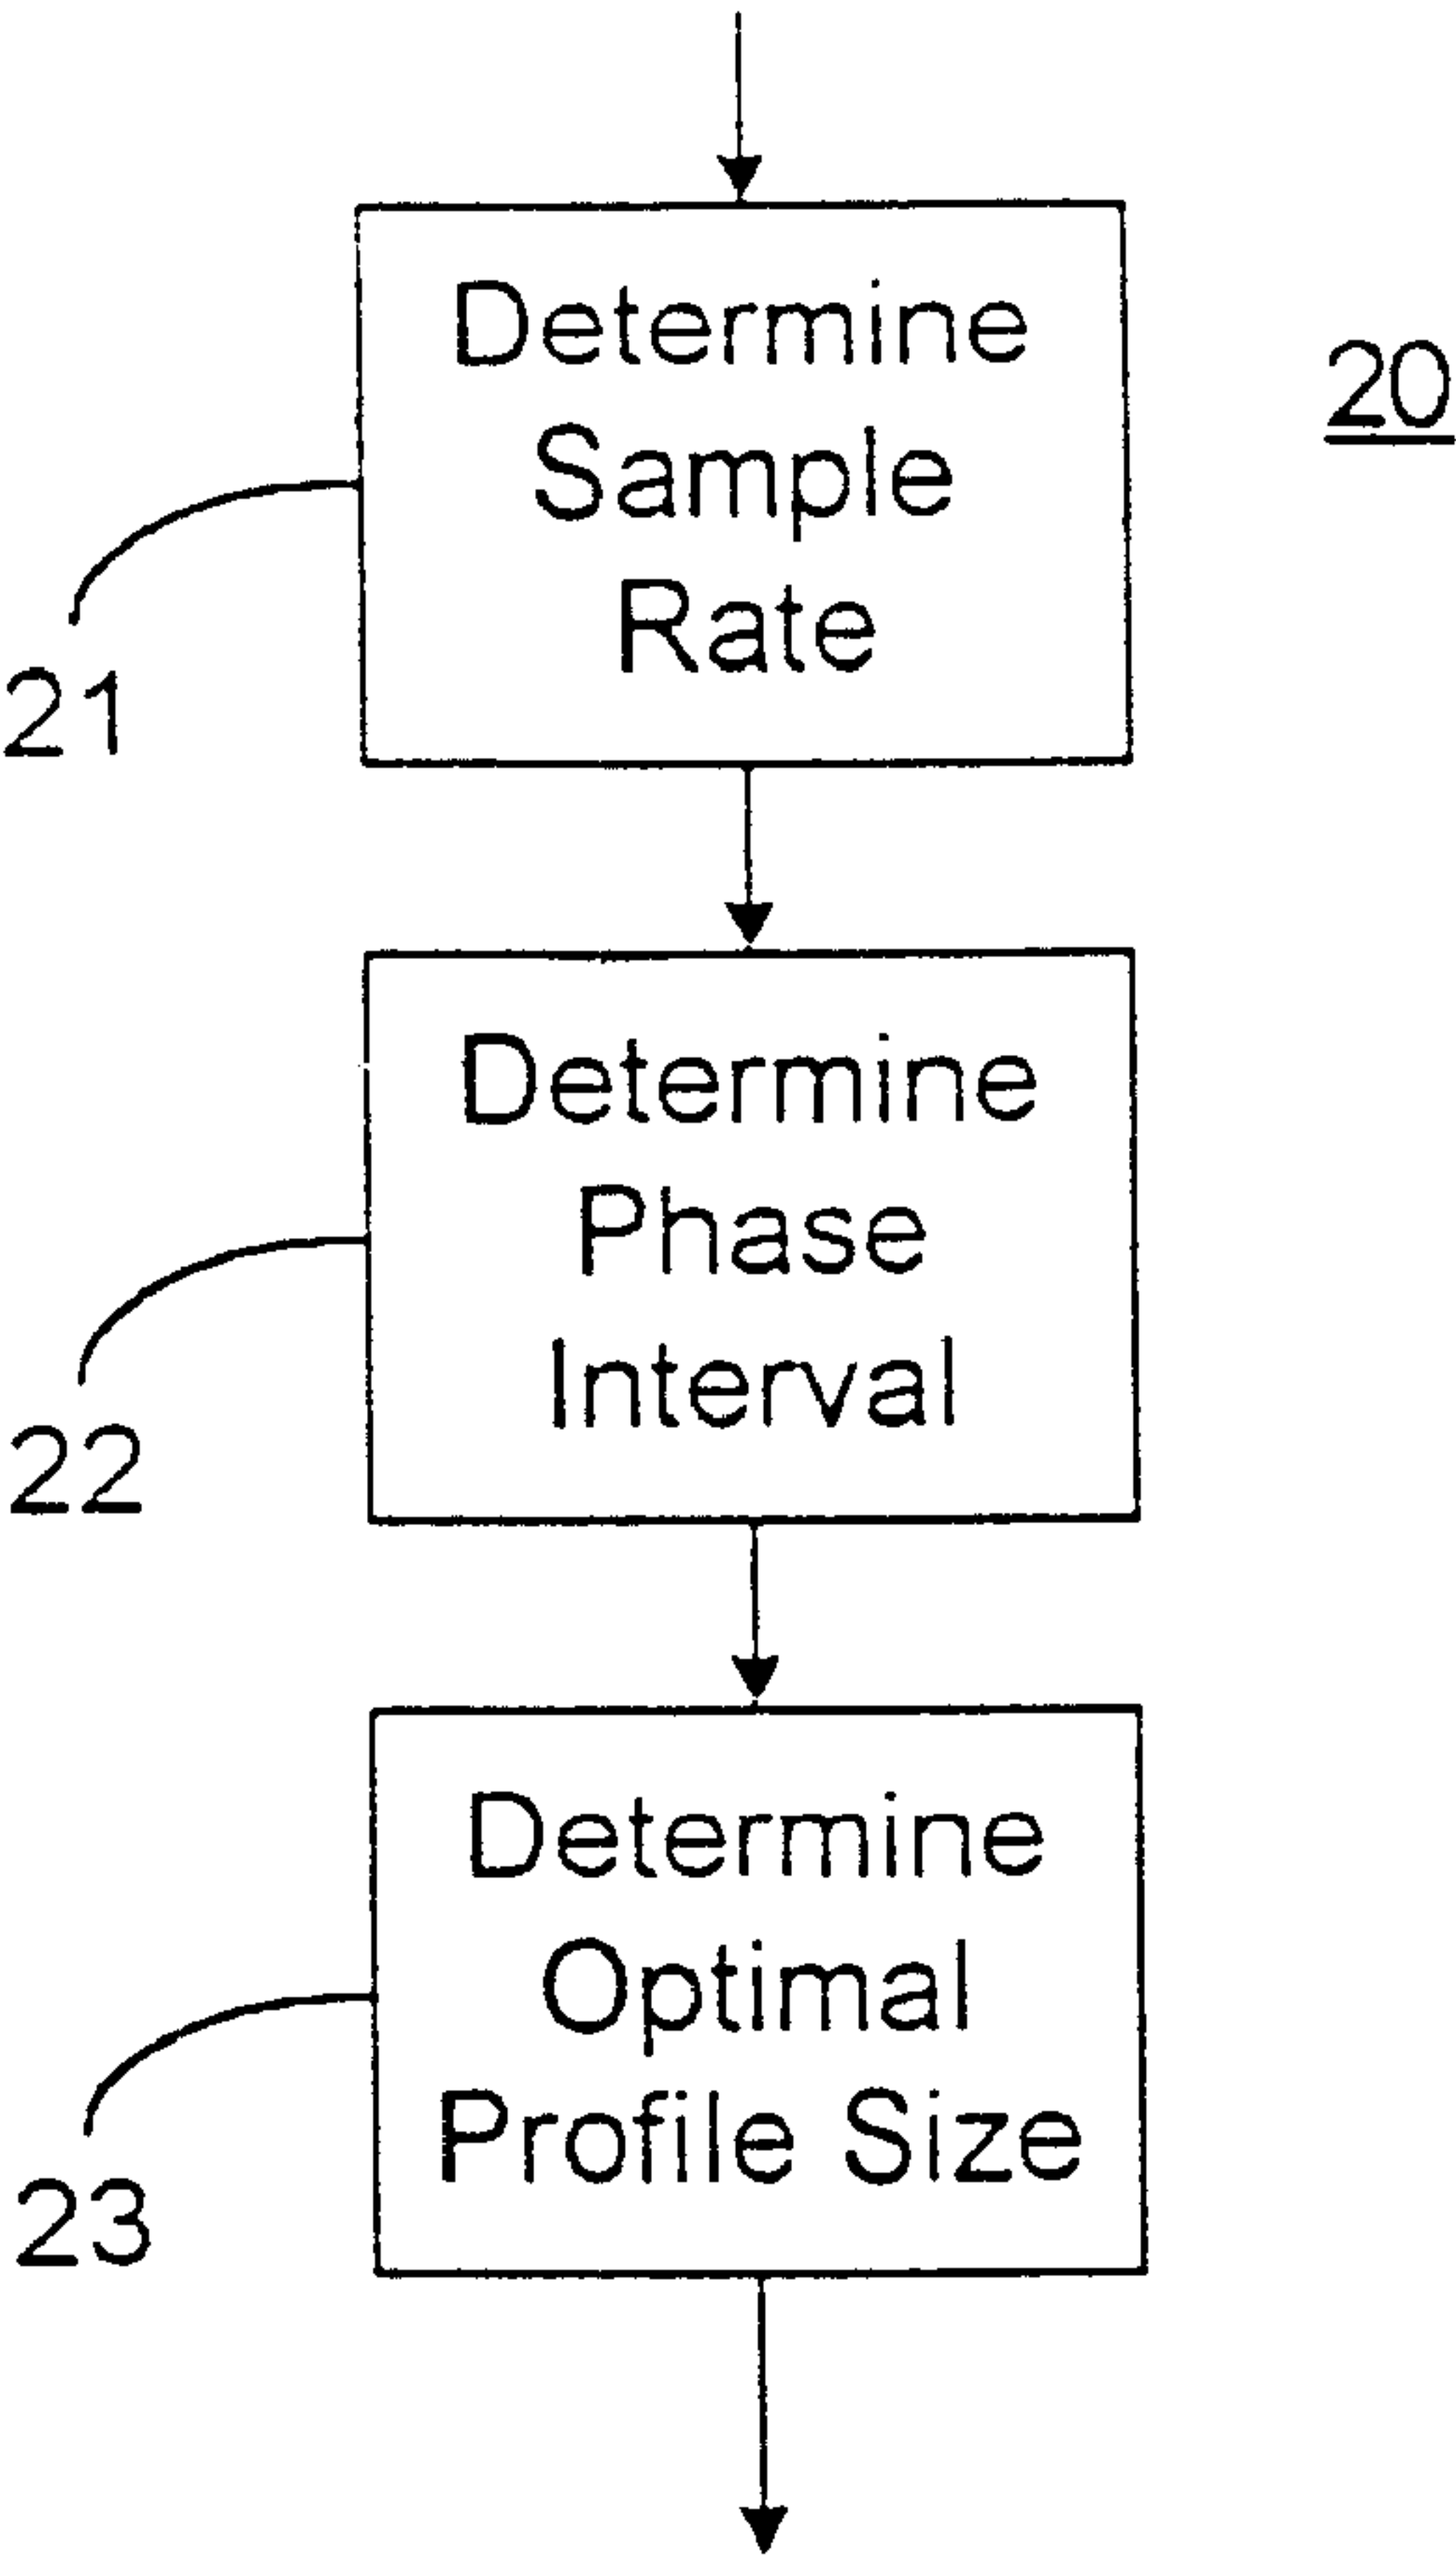 Determine
Sample
Rate
20
21
Determine
Phase
Interval
22
Determine
Optimal
Profile Size
23